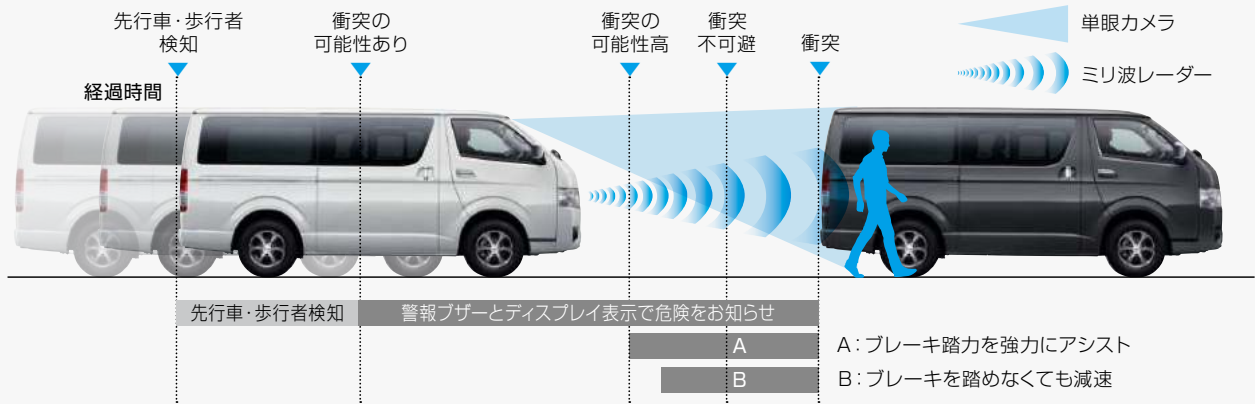 先行車・歩行者
検知
衝突の
可能性あり
衝突の
可能性高
衝突
不可避
衝突
単眼カメラ
ミリ波レーダー
経過時間
先行車・歩行者検知
警報ブザーとディスプレイ表示で危険をお知らせ
A
A：ブレーキ踏力を強力にアシスト
B
B：ブレーキを踏めなくても減速